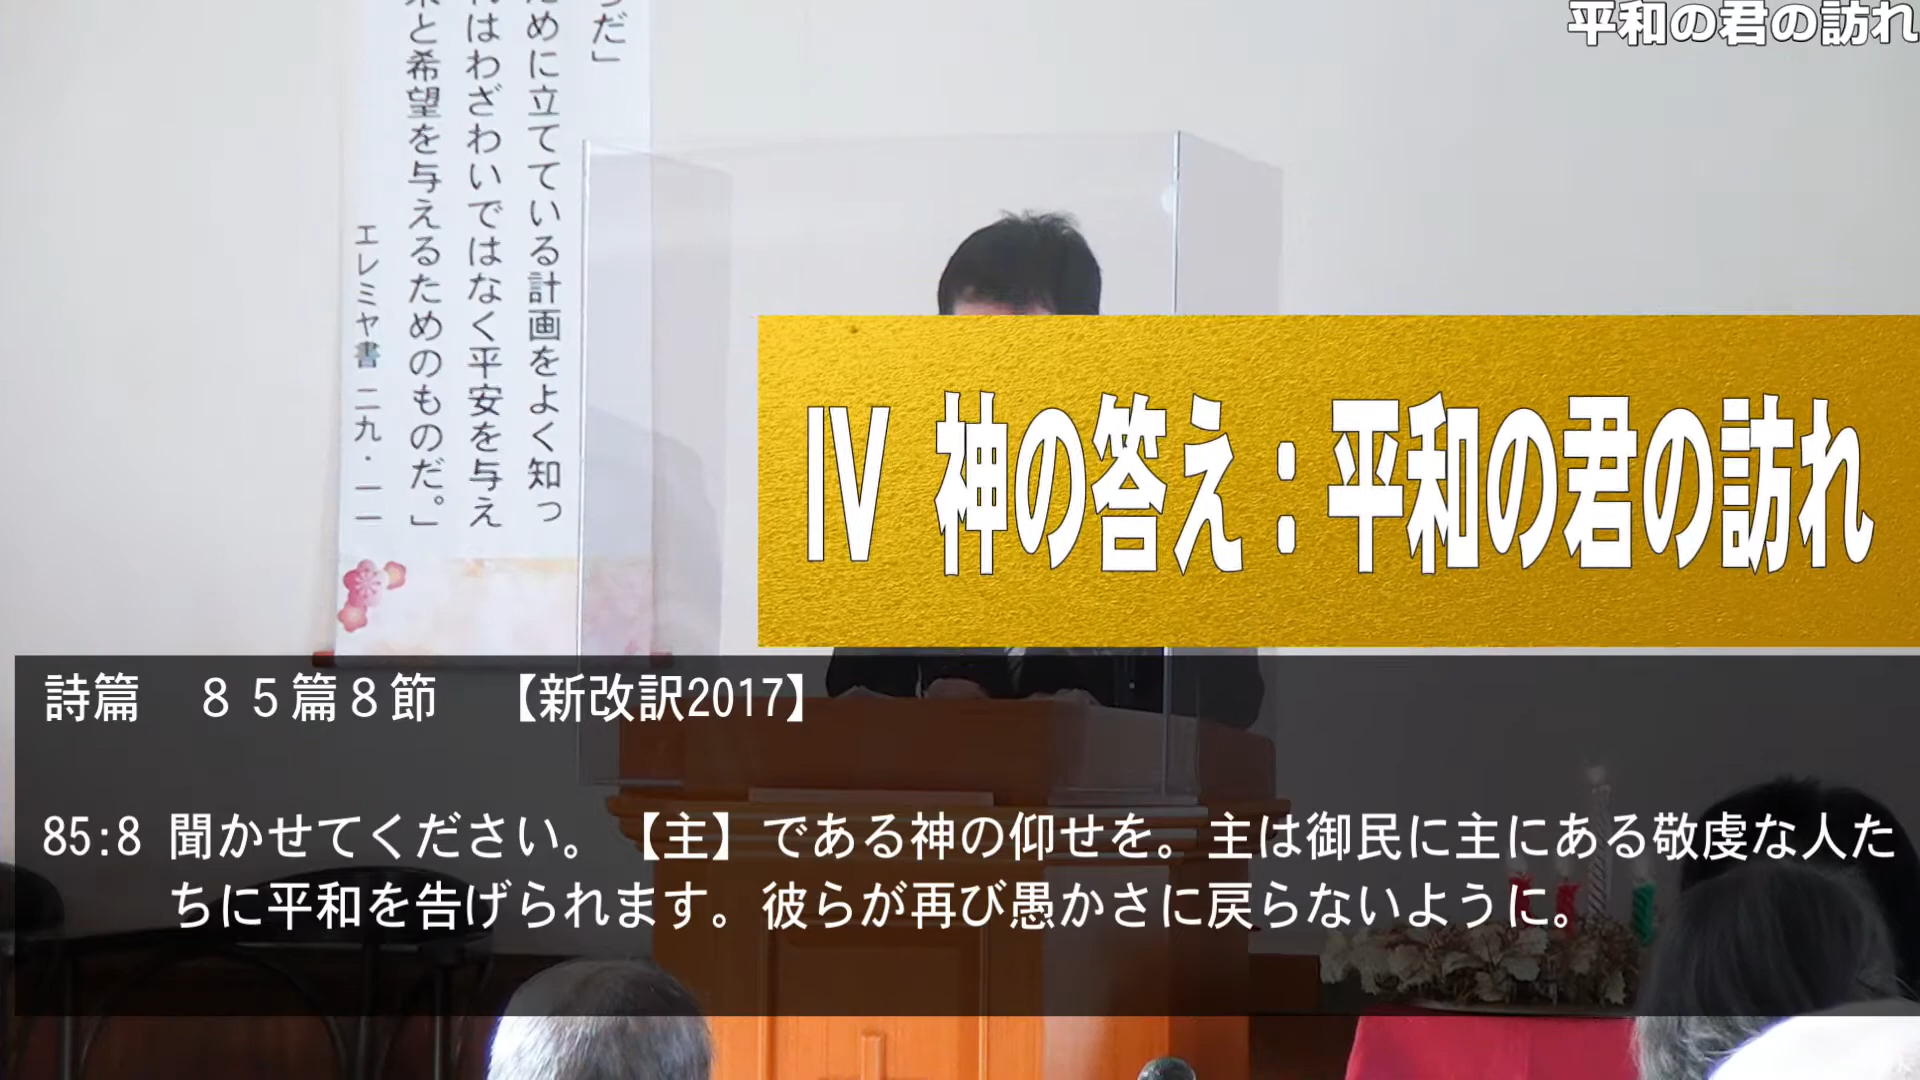 平和の君の訪れ
らだ」
ために立てている計画をよく知っ
はわざわいではなく平安を与え
と希望を与えるためのものだ。」
エレミヤ書 二九・一一
Ⅳ 神の答え：平和の君の訪れ
詩篇　８５篇８節　【新改訳2017】
85:8 聞かせてください。【主】である神の仰せを。主は御民に主にある敬虔な人た
ちに平和を告げられます。彼らが再び愚かさに戻らないように。